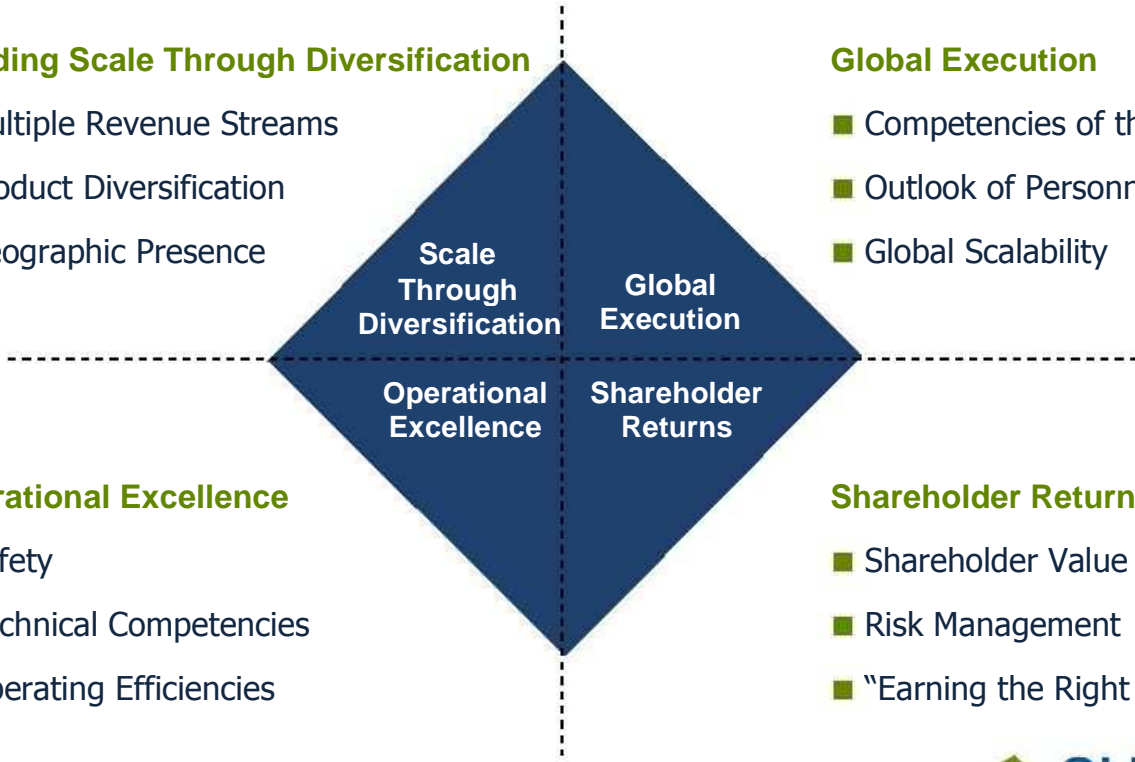 ding Scale Through Diversification
ultiple Revenue Streams
oduct Diversification
eographic Presence
Global Execution
Competencies of th
Outlook of Personn
Global Scalability
Scale
Through
Diversification
Global
Execution
Operational
Excellence
Shareholder
Returns
rational Excellence
fety
chnical Competencies
perating Efficiencies
Shareholder Return
Shareholder Value
Risk Management
“Earning the Right